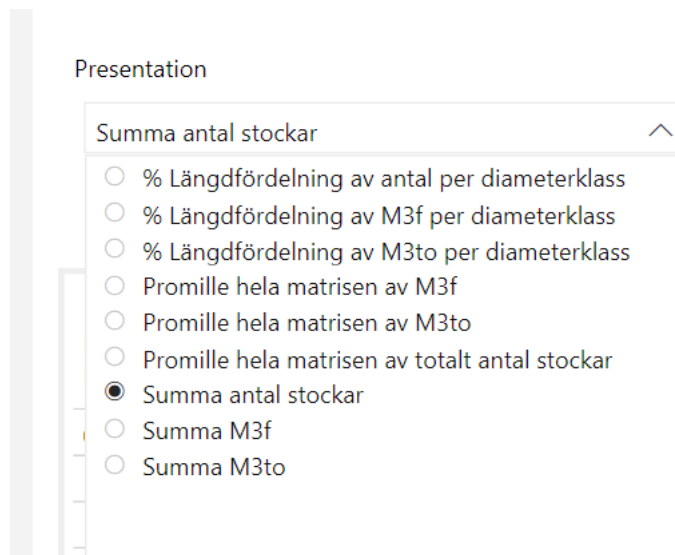 Presentation
Summa antal stockar
% Längdfördelning av antal per diameterklass
% Längdfördelning av M3f per diameterklass
% Längdfördelning av M3to per diameterklass
Promille hela matrisen av M3f
Promille hela matrisen av M3to
Promille hela matrisen av totalt antal stockar
Summa antal stockar
Summa M3f
Summa M3to